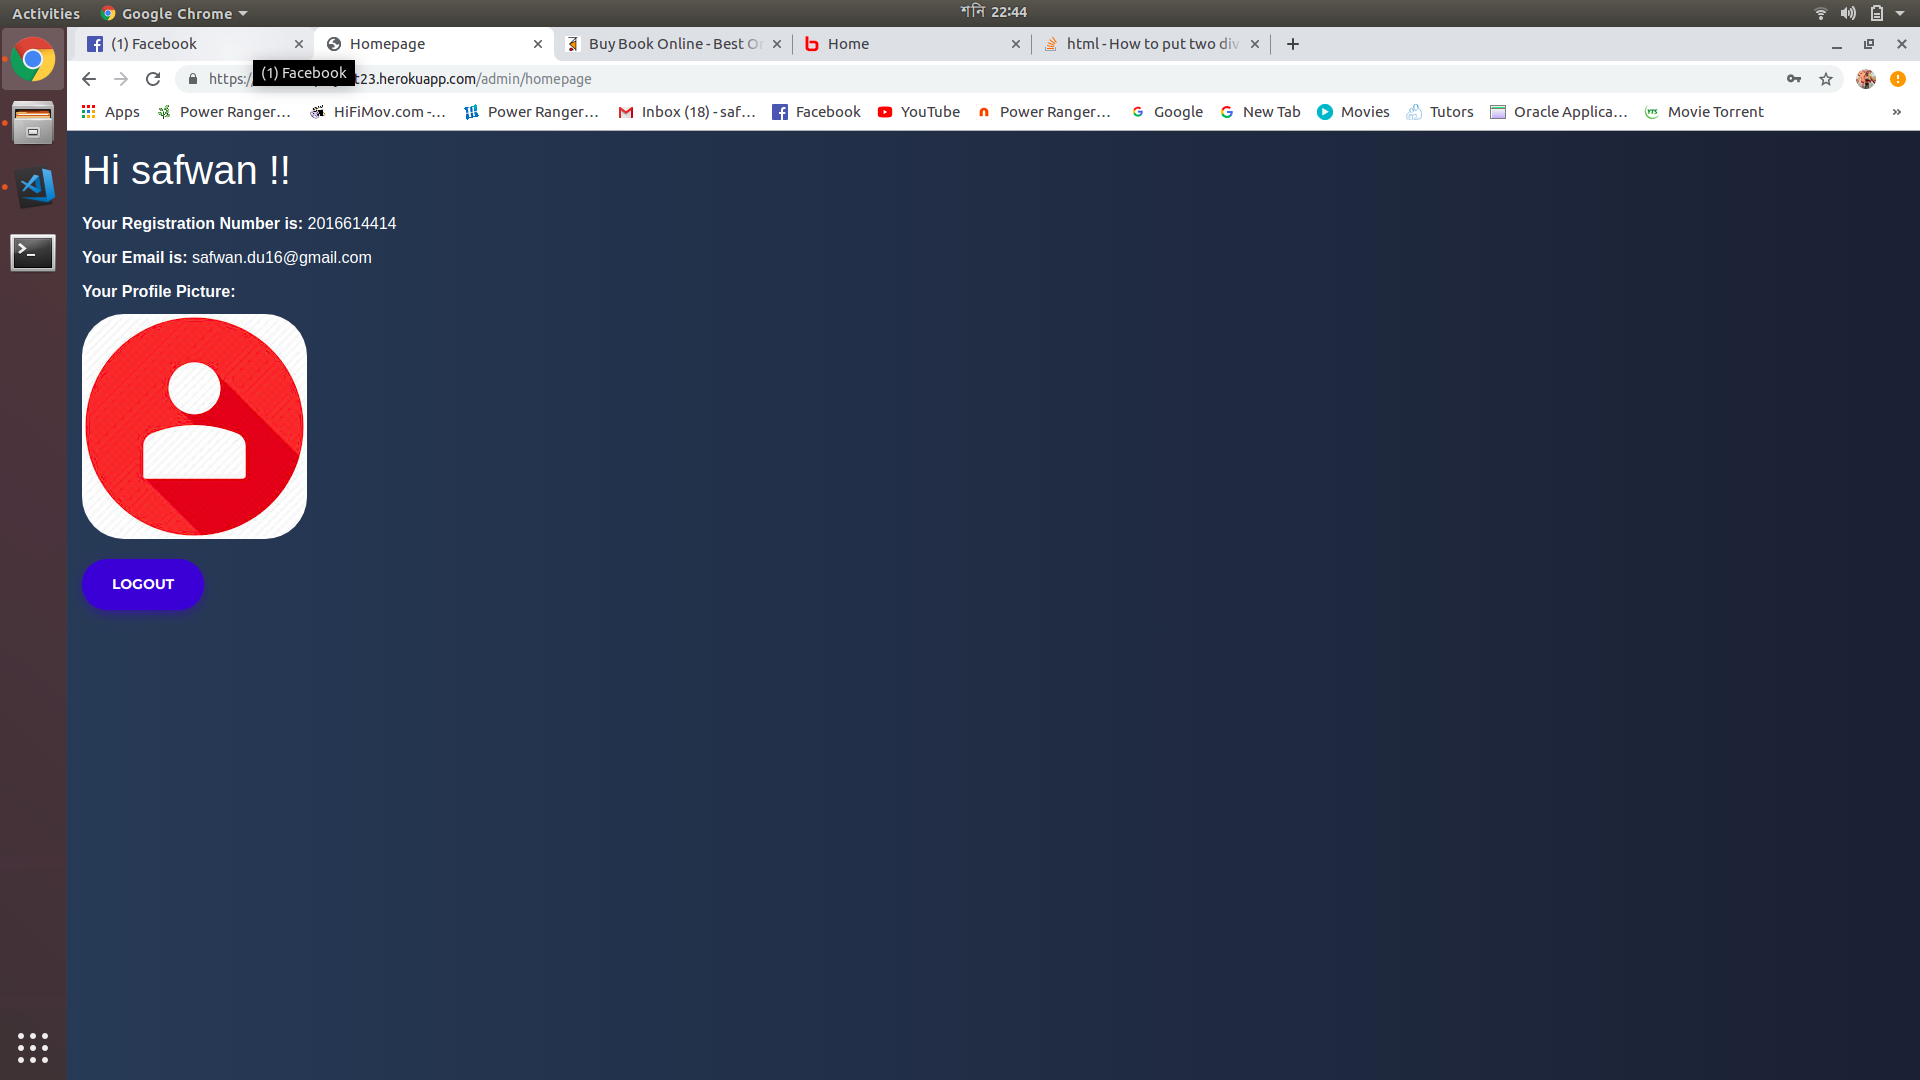 Activities Google Chrome শনি 22:44
(1) Facebook Homepage Buy Book Online - Best Or Home html - How to put two div
https:/ t23.herokuapp.com/admin/homepage
(1) Facebook
Apps Power Ranger… HiFiMov.com -… Power Ranger… Inbox (18) - saf… Facebook YouTube Power Ranger… Google New Tab Movies Tutors Oracle Applica… Movie Torrent »
Hi safwan !!
Your Registration Number is: 2016614414
Your Email is: safwan.du16@gmail.com
Your Profile Picture:
LOGOUT